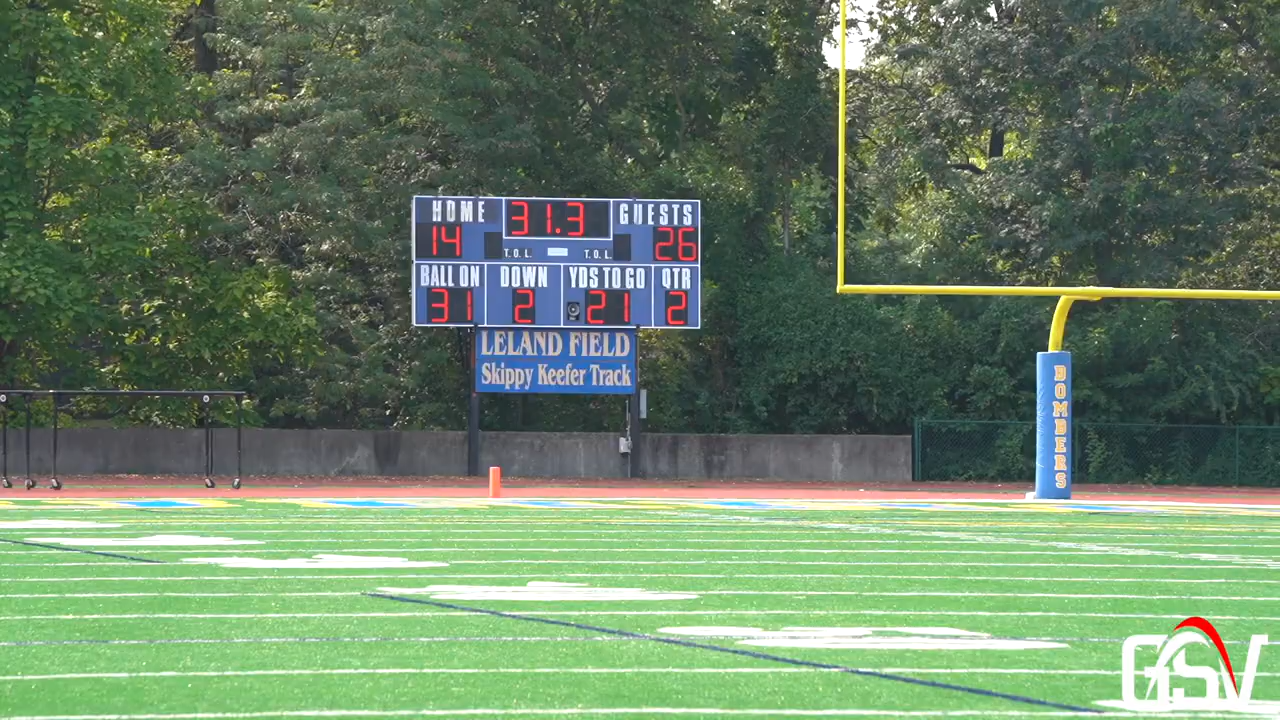 HOME 31.3 GUESTS
14 T.O.L. T.O.L. 26
BALL ON DOWN YDS TO GO QTR
31 2 21 2
LELAND FIELD
Skippy Keefer Track
BOMBERS
GSV